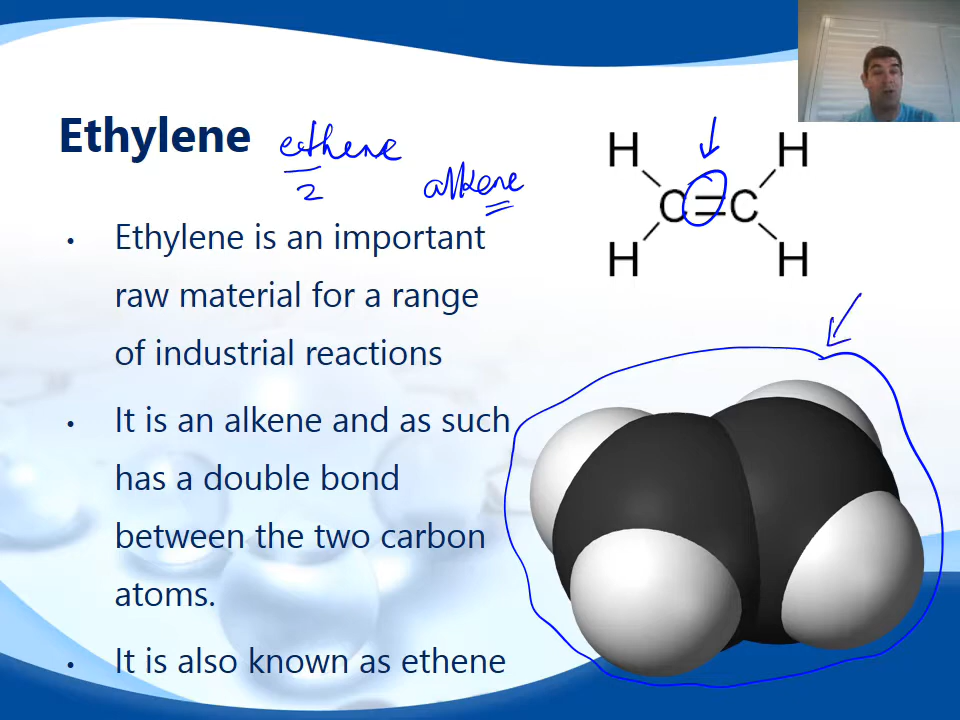 Ethylene ethene
2
alkene
• Ethylene is an important
raw material for a range
of industrial reactions
• It is an alkene and as such
has a double bond
between the two carbon
atoms.
• It is also known as ethene
H H
C=C
H H